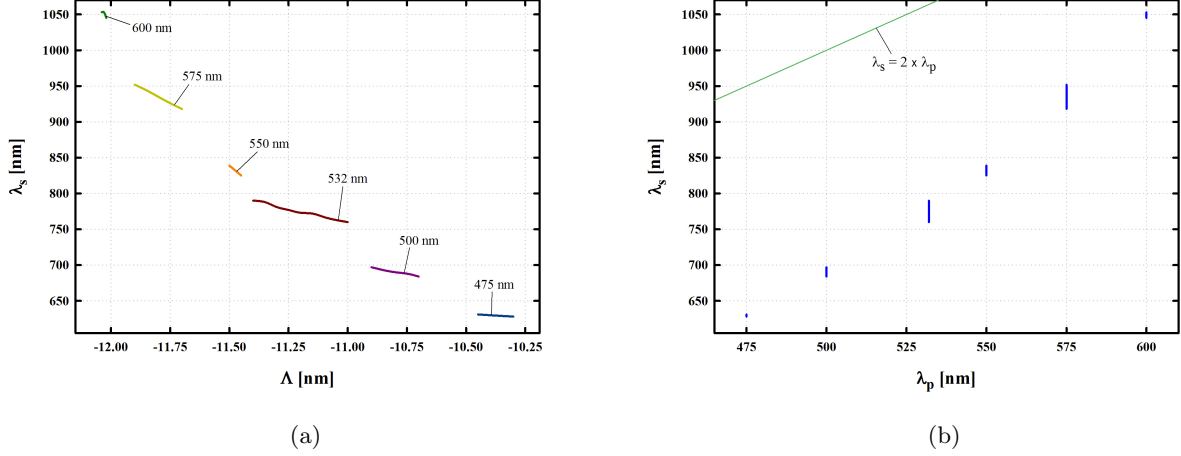 1050
1000
950
900
850
800
750
700
650
λs [nm]
600 nm
575 nm
550 nm
532 nm
500 nm
475 nm
-12.00 -11.75 -11.50 -11.25 -11.00 -10.75 -10.50 -10.25
Λ [nm]
(a)
1050
1000
950
900
850
800
750
700
650
λs [nm]
λs = 2 x λp
475 500 525 550 575 600
λp [nm]
(b)